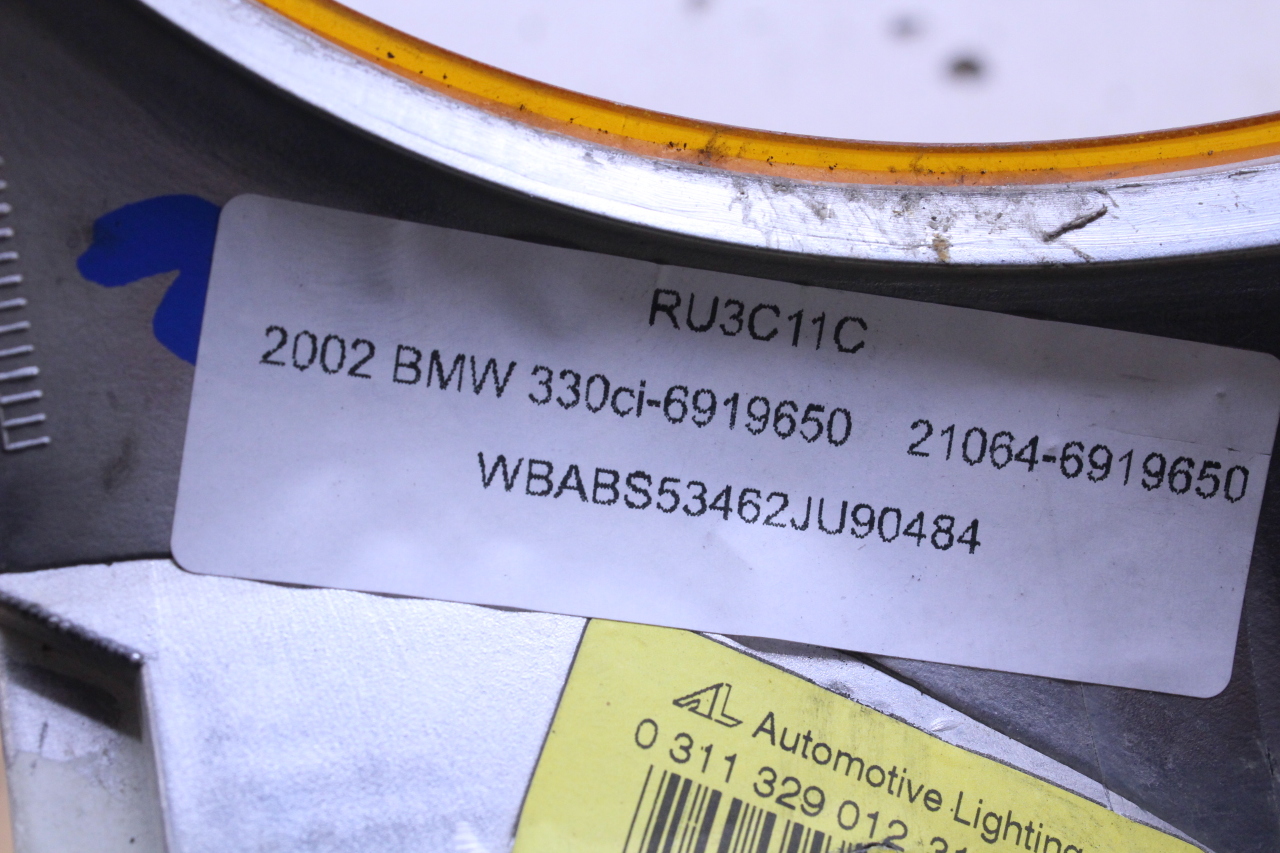 RU3C11C
2002 BMW 330ci-6919650 21064-6919650
WBABS53462JU90484
AL Automotive Lighting
0 311 329 012